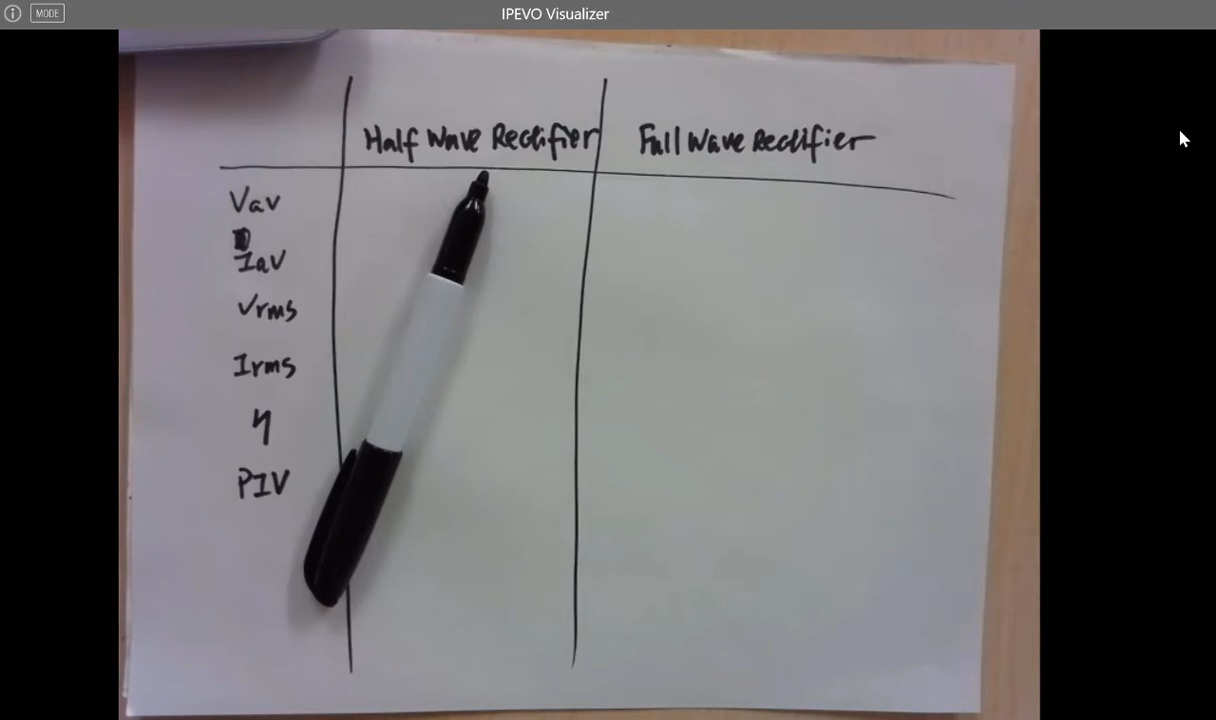 MODE
IPEVO Visualizer
Half Wave Rectifier
Full Wave Rectifier
Vav
Iav
Vrms
Irms
η
PIV